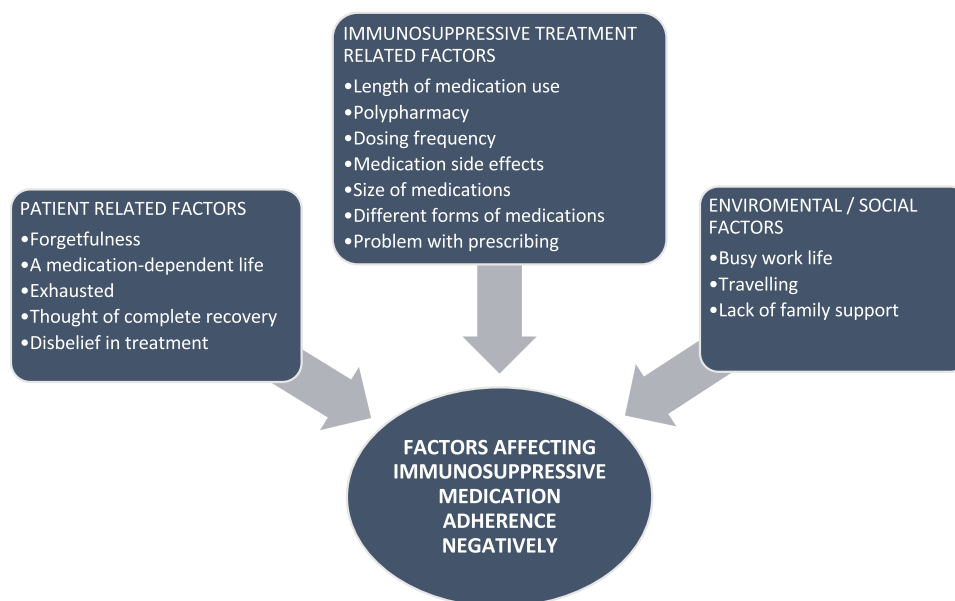 IMMUNOSUPPRESSIVE TREATMENT
RELATED FACTORS
•Length of medication use
•Polypharmacy
•Dosing frequency
•Medication side effects
•Size of medications
•Different forms of medications
•Problem with prescribing
PATIENT RELATED FACTORS
•Forgetfulness
•A medication-dependent life
•Exhausted
•Thought of complete recovery
•Disbelief in treatment
ENVIROMENTAL / SOCIAL
FACTORS
•Busy work life
•Travelling
•Lack of family support
FACTORS AFFECTING
IMMUNOSUPPRESSIVE
MEDICATION
ADHERENCE
NEGATIVELY